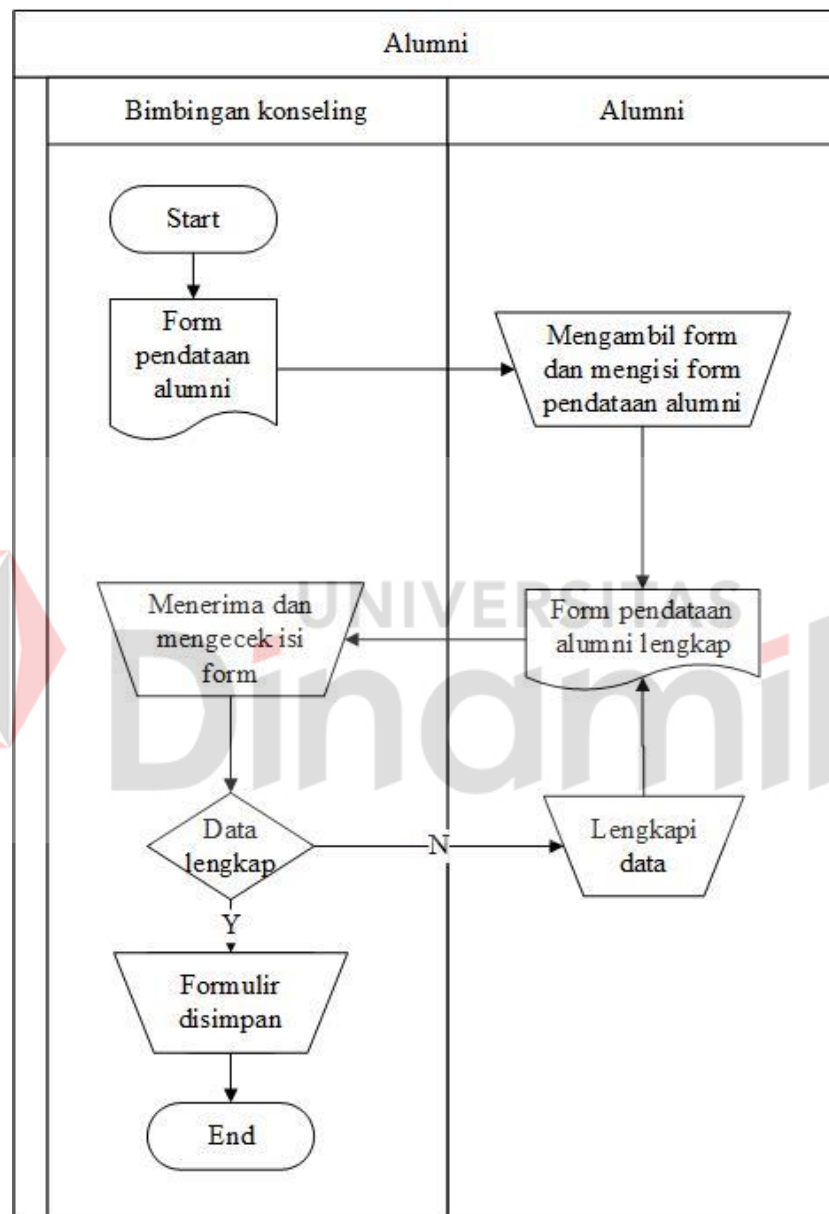 Alumni
Bimbingan konseling
Alumni
Start
Form
pendataan
alumni
Mengambil form
dan mengisi form
pendataan alumni
UNIVERSITAS
Dinamik
Form pendataan
alumni lengkap
Menerima dan
mengecek isi
form
Data
lengkap
N
Lengkapi
data
Y
Formulir
disimpan
End